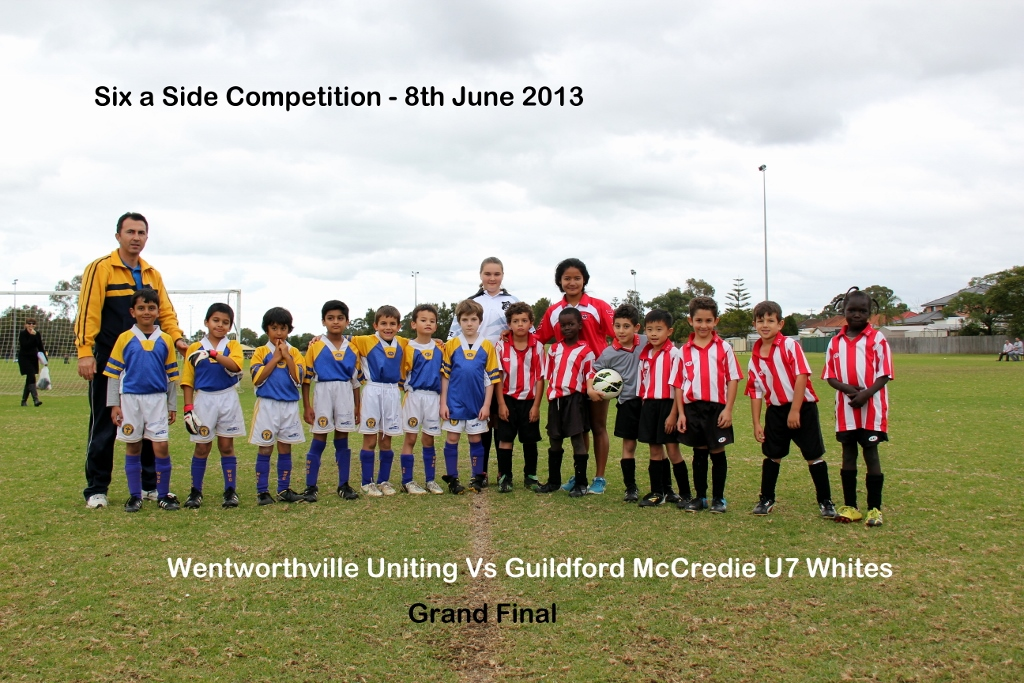 Six a Side Competition - 8th June 2013
Wentworthville Uniting Vs Guildford McCredie U7 Whites
Grand Final